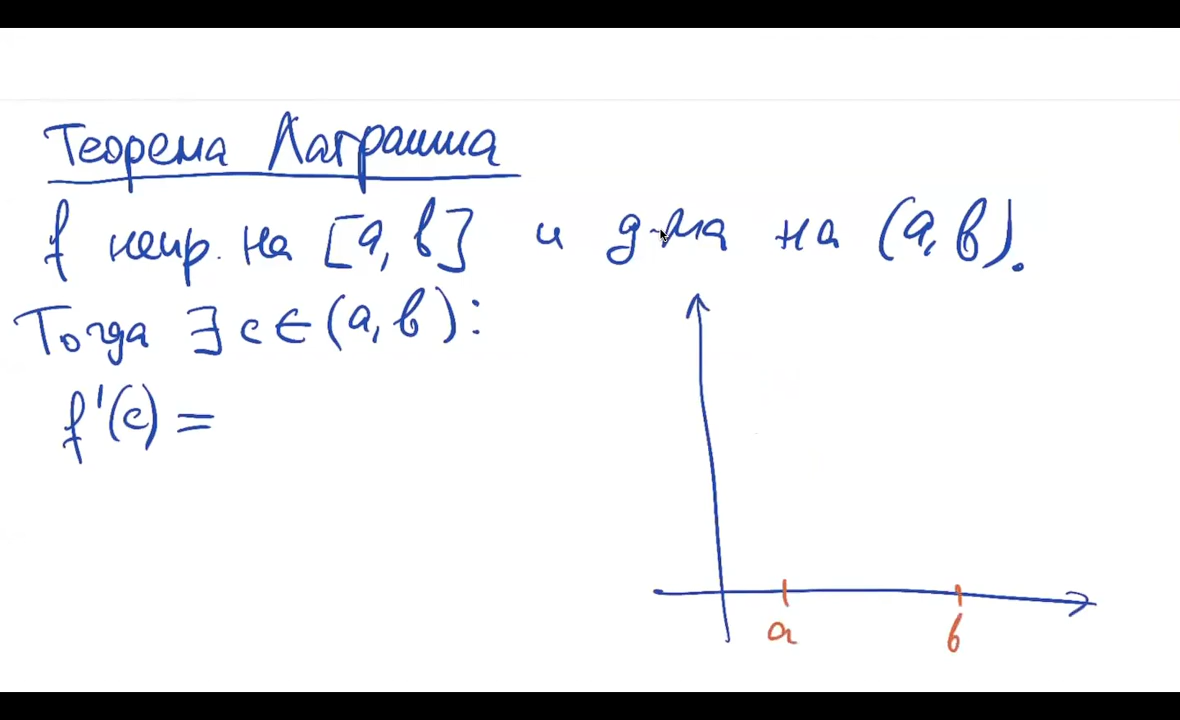 Теорема Лагранжа
f непр. на [a, b] и д-ма на (a, b).
Тогда ∃ c ∈ (a, b):
f'(c) =
a
b